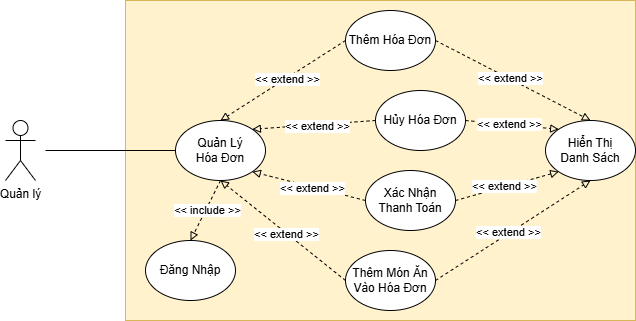 Thêm Hóa Đơn
<< extend >>
<< extend >>
Hủy Hóa Đơn
<< extend >>
<< extend >>
Quản Lý
Hóa Đơn
Hiển Thị
Danh Sách
Quản lý
Xác Nhận
Thanh Toán
<< extend >>
<< extend >>
<< include >>
<< extend >>
<< extend >>
Đăng Nhập
Thêm Món Ăn
Vào Hóa Đơn